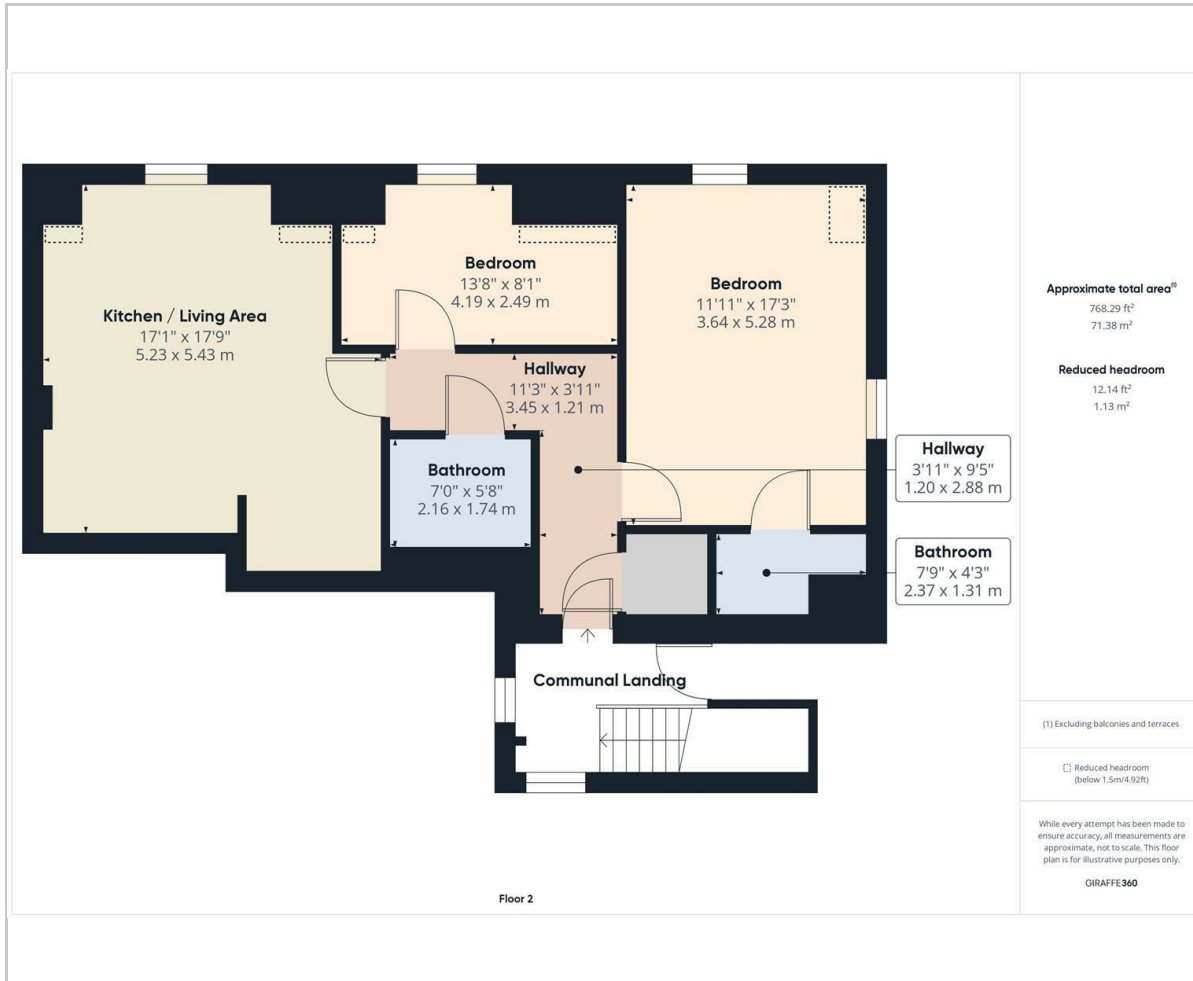 Kitchen / Living Area
17'1" x 17'9"
5.23 x 5.43 m
Bedroom
13'8" x 8'1"
4.19 x 2.49 m
Bedroom
11'11" x 17'3"
3.64 x 5.28 m
Hallway
11'3" x 3'11"
3.45 x 1.21 m
Bathroom
7'0" x 5'8"
2.16 x 1.74 m
Hallway
3'11" x 9'5"
1.20 x 2.88 m
Bathroom
7'9" x 4'3"
2.37 x 1.31 m
Communal Landing
Floor 2
Approximate total area(1)
768.29 ft²
71.38 m²
Reduced headroom
12.14 ft²
1.13 m²
(1) Excluding balconies and terraces
Reduced headroom
(below 1.5m/4.92ft)
While every attempt has been made to
ensure accuracy, all measurements are
approximate, not to scale. This floor
plan is for illustrative purposes only.
GIRAFFE360